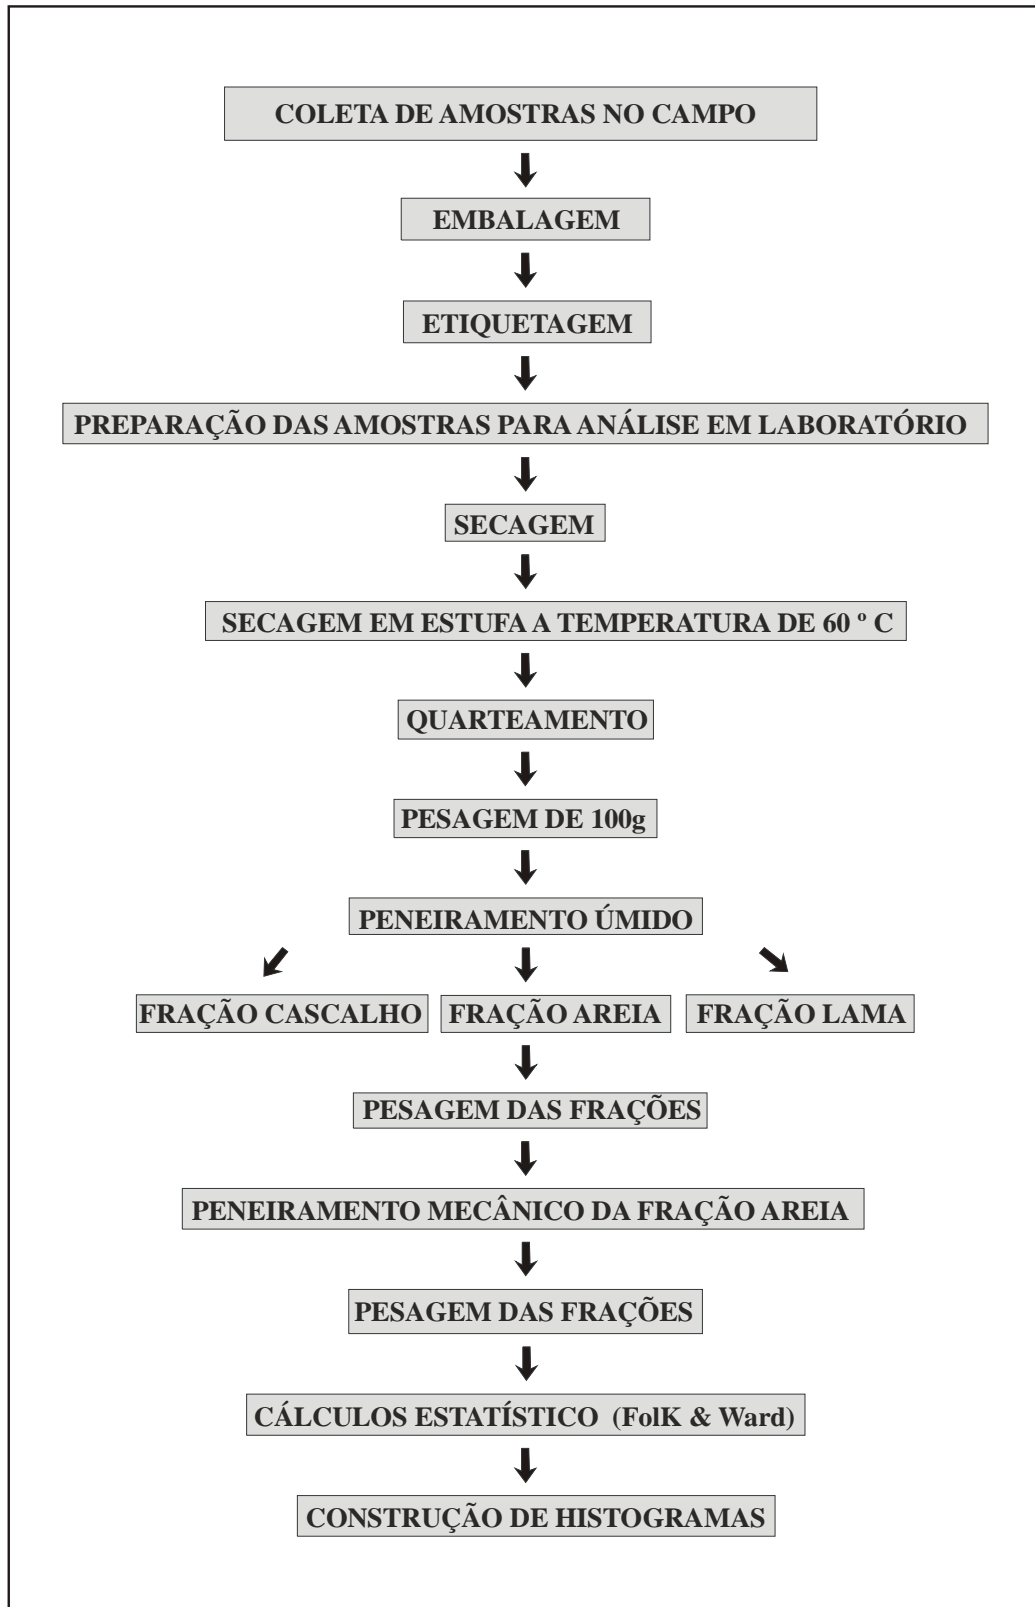 COLETA DE AMOSTRAS NO CAMPO
EMBALAGEM
ETIQUETAGEM
PREPARAÇÃO DAS AMOSTRAS PARA ANÁLISE EM LABORATÓRIO
SECAGEM
SECAGEM EM ESTUFA A TEMPERATURA DE 60 º C
QUARTEAMENTO
PESAGEM DE 100g
PENEIRAMENTO ÚMIDO
FRAÇÃO CASCALHO
FRAÇÃO AREIA
FRAÇÃO LAMA
PESAGEM DAS FRAÇÕES
PENEIRAMENTO MECÂNICO DA FRAÇÃO AREIA
PESAGEM DAS FRAÇÕES
CÁLCULOS ESTATÍSTICO (FolK & Ward)
CONSTRUÇÃO DE HISTOGRAMAS